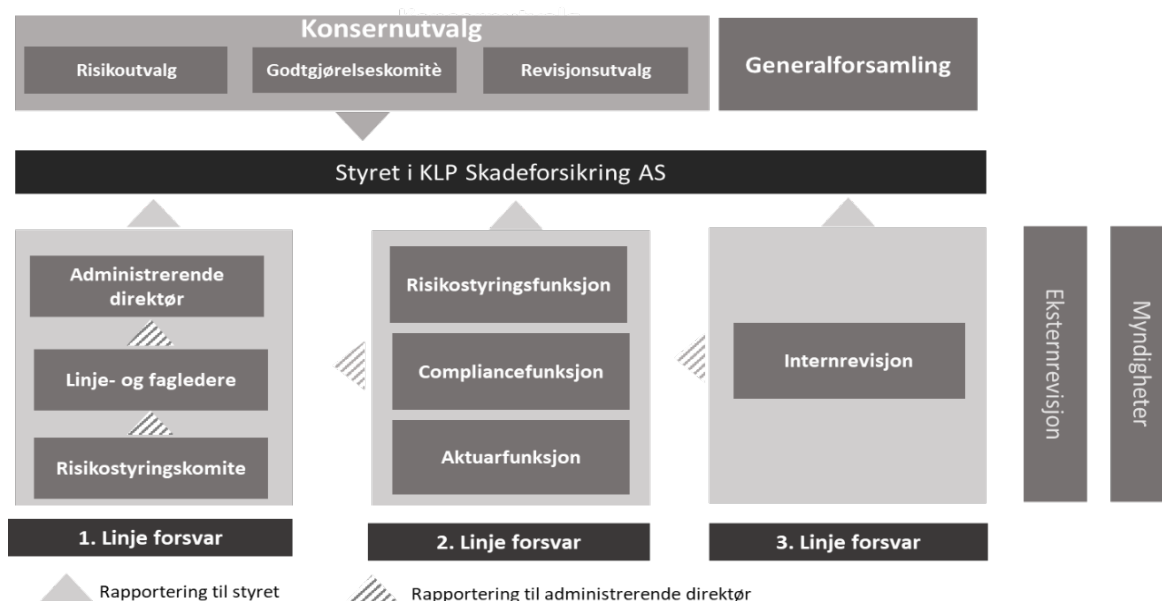 Konsernutvalg
Risikoutvalg
Godtgjørelseskomitè
Revisjonsutvalg
Generalforsamling
Styret i KLP Skadeforsikring AS
Administrerende
direktør
Linje- og fagledere
Risikostyringskomite
Risikostyringsfunksjon
Compliancefunksjon
Aktuarfunksjon
Internrevisjon
Eksternrevisjon
Myndigheter
1. Linje forsvar
2. Linje forsvar
3. Linje forsvar
Rapportering til styret
Rapportering til administrerende direktør